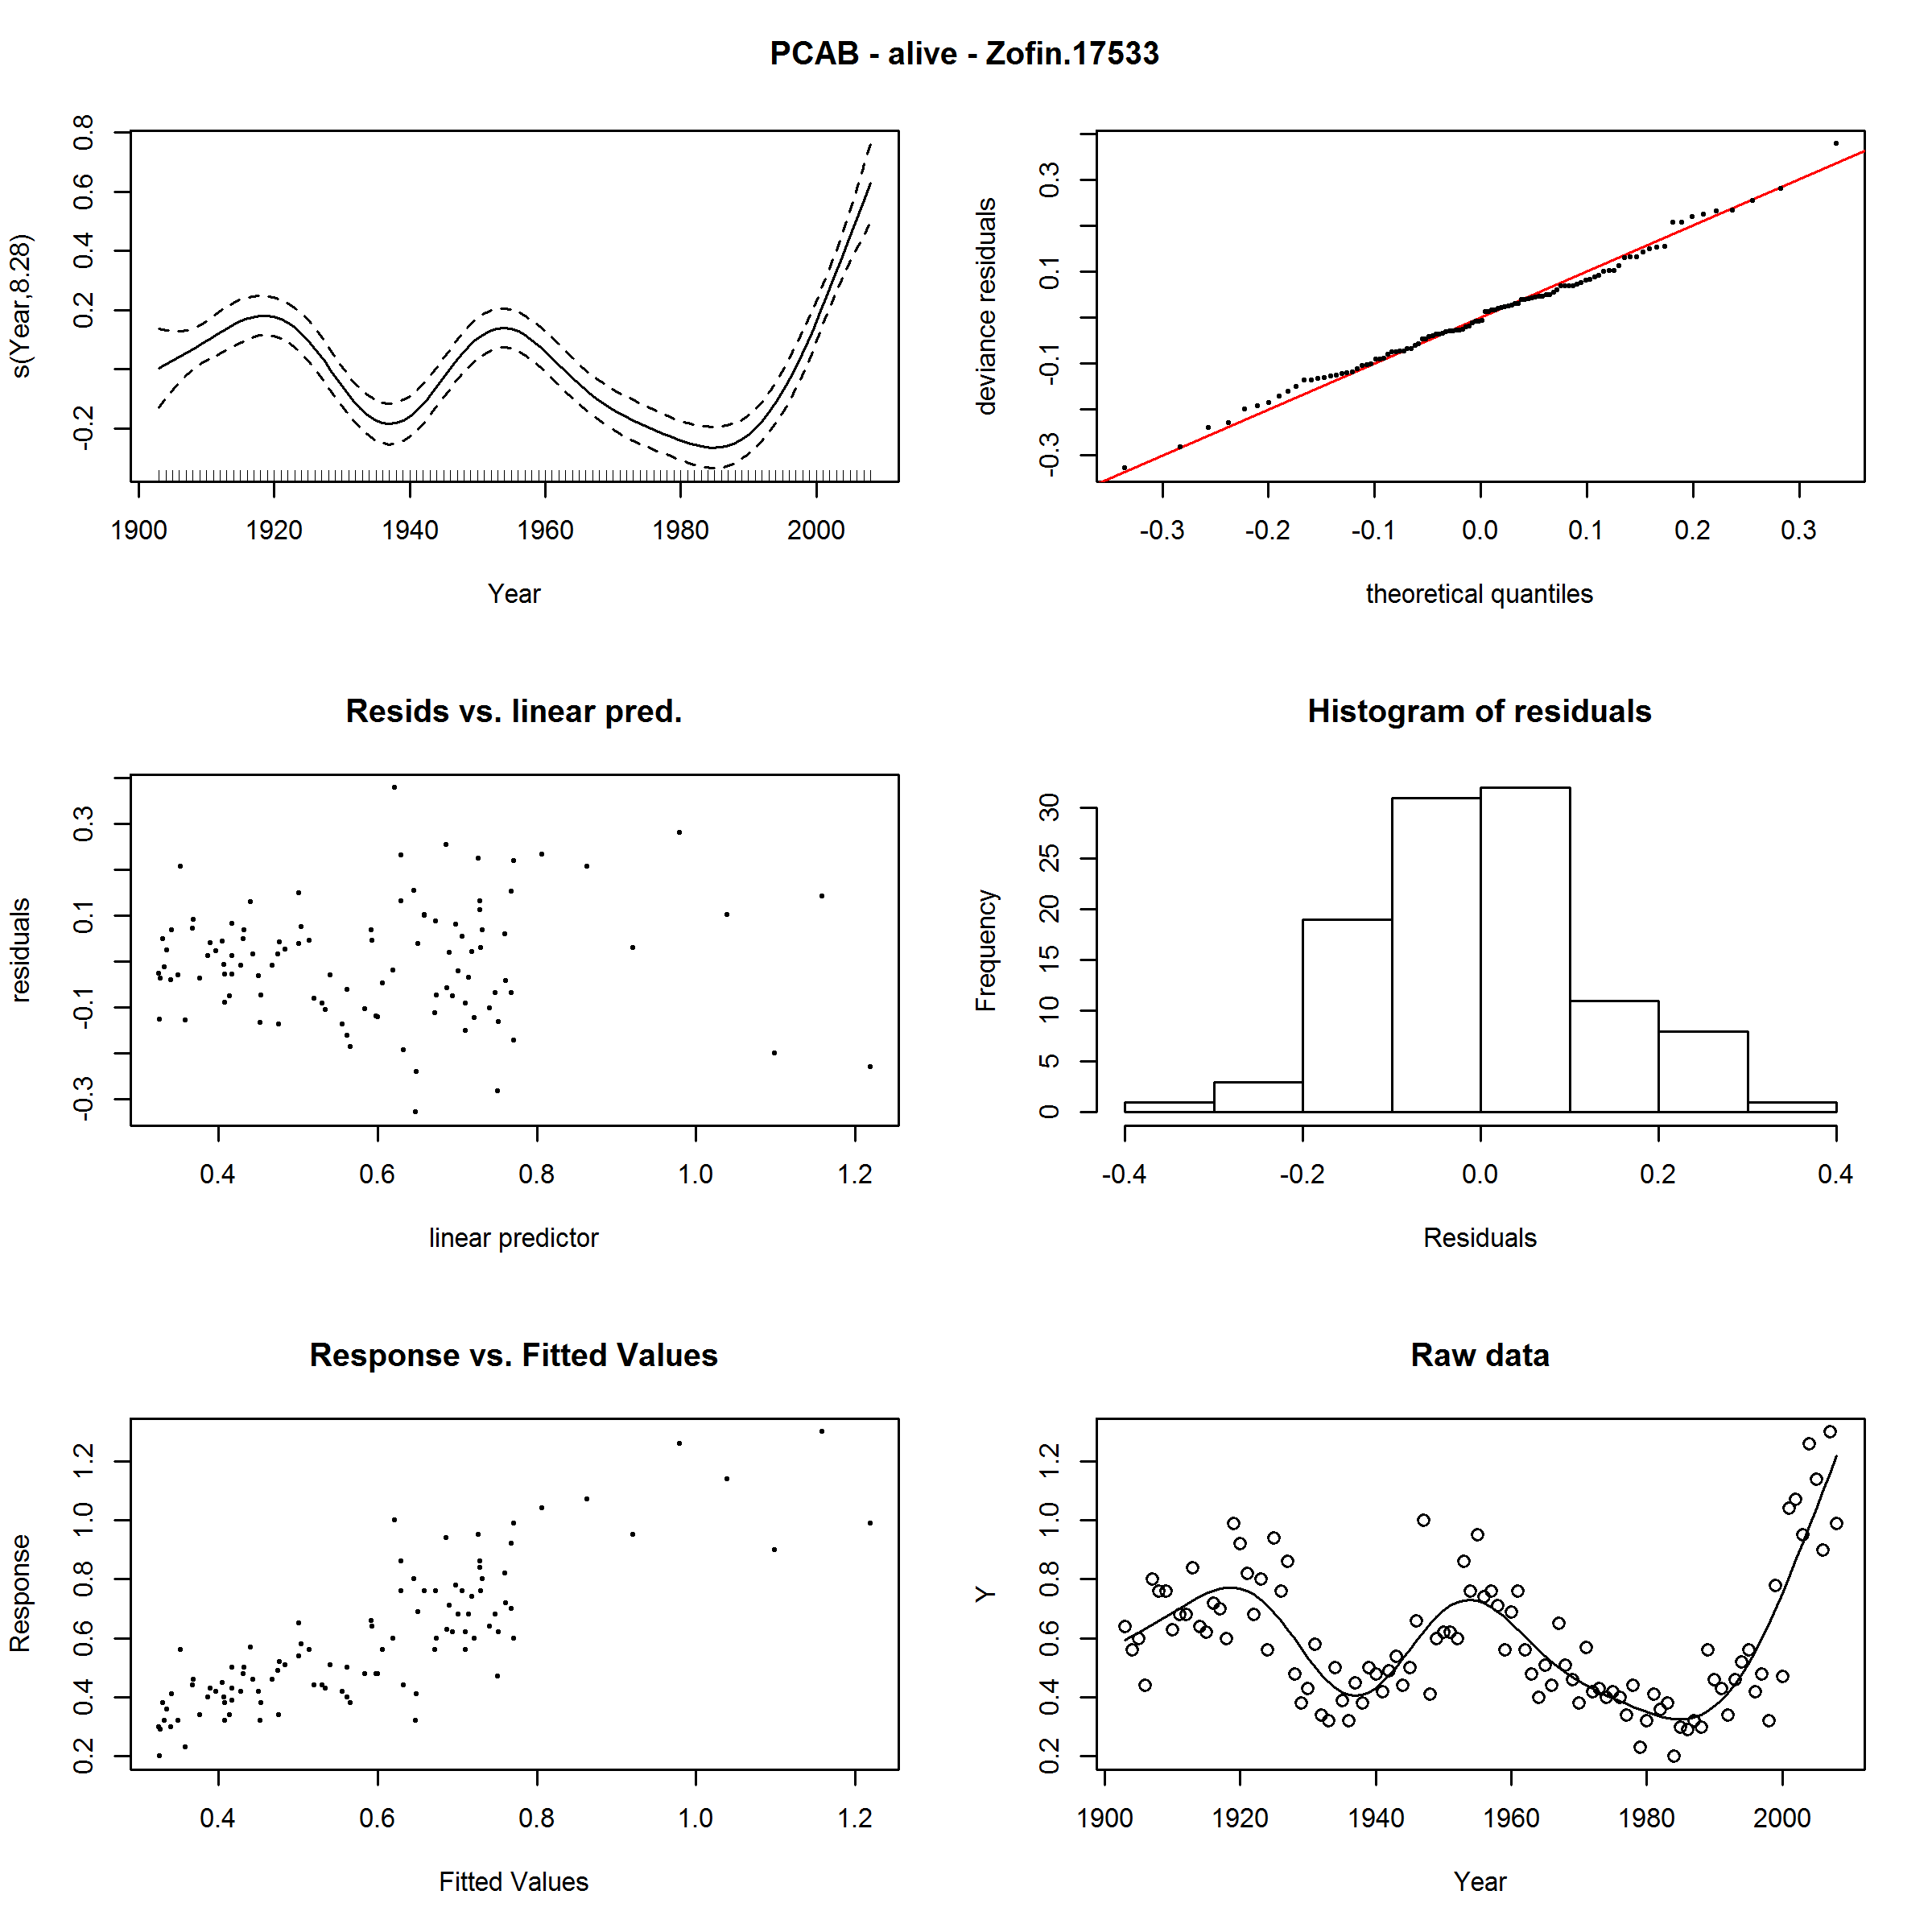 PCAB - alive - Zofin.17533
s(Year,8.28)
-0.2 0.2 0.4 0.6 0.8
1900 1920 1940 1960 1980 2000
Year
deviance residuals
-0.3 -0.1 0.1 0.3
-0.3 -0.2 -0.1 0.0 0.1 0.2 0.3
theoretical quantiles
Resids vs. linear pred.
residuals
-0.3 -0.1 0.1 0.3
0.4 0.6 0.8 1.0 1.2
linear predictor
Histogram of residuals
Frequency
0 5 10 15 20 25 30
-0.4 -0.2 0.0 0.2 0.4
Residuals
Response vs. Fitted Values
Response
0.2 0.4 0.6 0.8 1.0 1.2
0.4 0.6 0.8 1.0 1.2
Fitted Values
Raw data
Y
0.2 0.4 0.6 0.8 1.0 1.2
1900 1920 1940 1960 1980 2000
Year